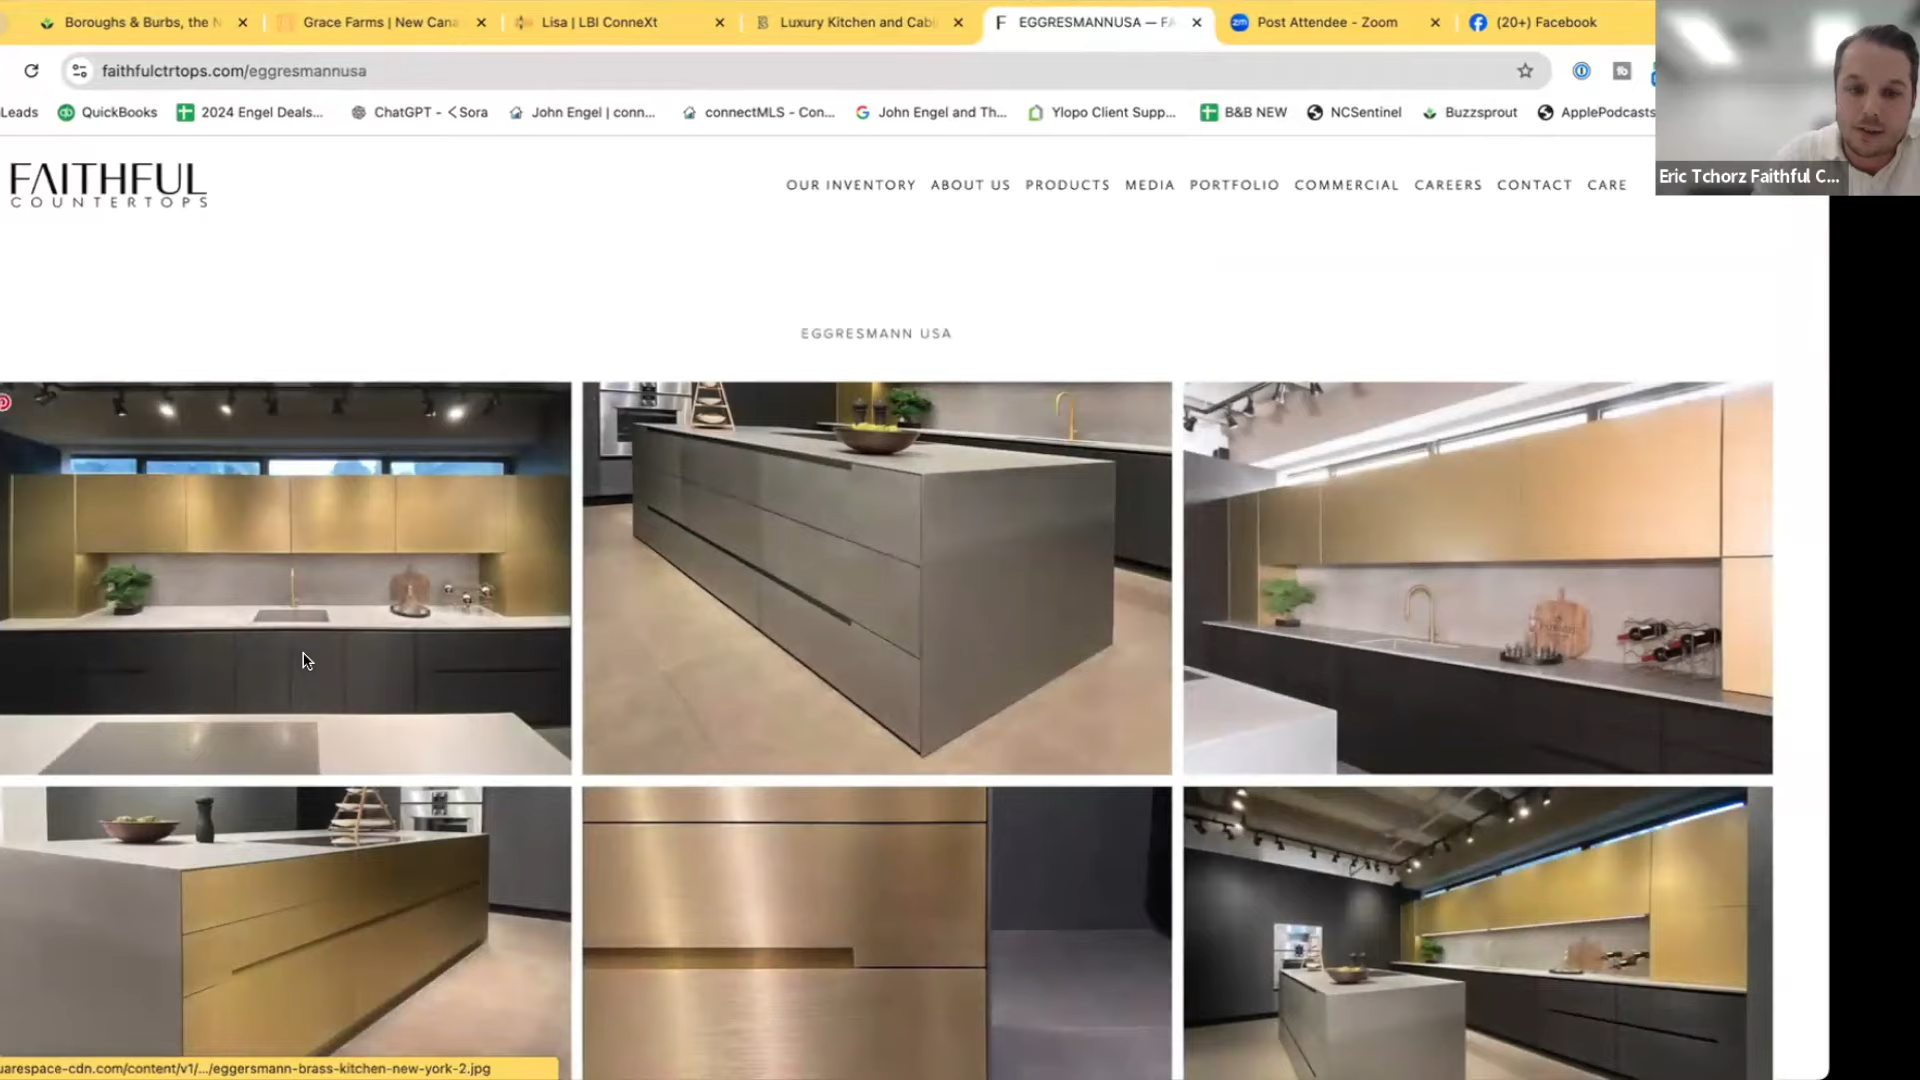 Boroughs & Burbs, the N
Grace Farms | New Cana
Lisa | LBI ConneXt
Luxury Kitchen and Cabi
EGGRESMANNUSA — FA
Post Attendee - Zoom
(20+) Facebook
faithfulctrtops.com/eggresmannusa
Leads
QuickBooks
2024 Engel Deals...
ChatGPT - < Sora
John Engel | conn...
connectMLS - Con...
John Engel and Th...
Ylopo Client Supp...
B&B NEW
NCSentinel
Buzzsprout
ApplePodcasts
Eric Tchorz Faithful C...
FAITHFUL
COUNTERTOPS
OUR INVENTORY
ABOUT US
PRODUCTS
MEDIA
PORTFOLIO
COMMERCIAL
CAREERS
CONTACT
CARE
EGGRESMANN USA
uarespace-cdn.com/content/v1/.../eggersmann-brass-kitchen-new-york-2.jpg